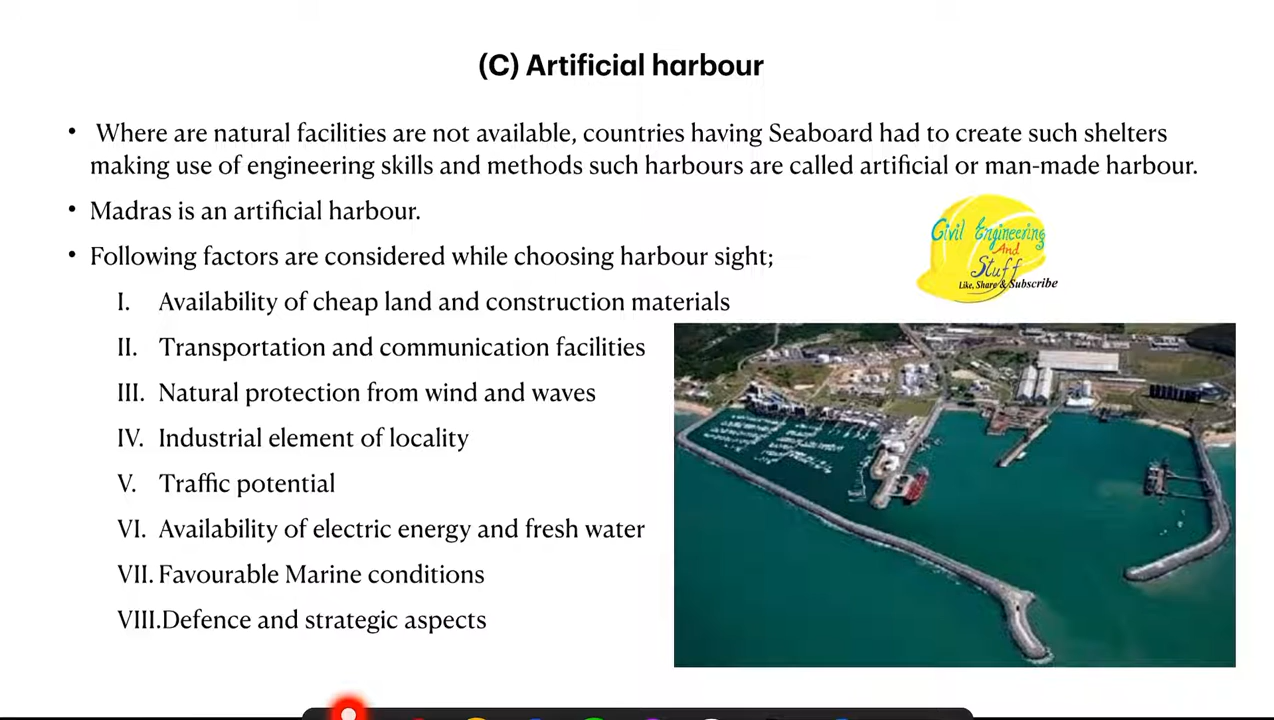 (C) Artificial harbour
• Where are natural facilities are not available, countries having Seaboard had to create such shelters
making use of engineering skills and methods such harbours are called artificial or man-made harbour.
• Madras is an artificial harbour.
• Following factors are considered while choosing harbour sight;
I. Availability of cheap land and construction materials
II. Transportation and communication facilities
III. Natural protection from wind and waves
IV. Industrial element of locality
V. Traffic potential
VI. Availability of electric energy and fresh water
VII. Favourable Marine conditions
VIII.Defence and strategic aspects
Civil Engineering
And
Stuff
Like, Share & Subscribe